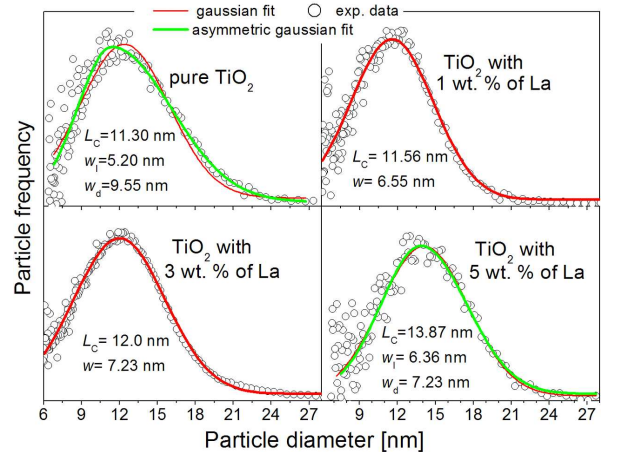 gaussian fit exp. data
asymmetric gaussian fit
pure TiO2
LC=11.30 nm
wl=5.20 nm
wd=9.55 nm
TiO2 with
1 wt. % of La
LC= 11.56 nm
w= 6.55 nm
Particle frequency
TiO2 with
3 wt. % of La
LC= 12.0 nm
w= 7.23 nm
TiO2 with
5 wt. % of La
LC=13.87 nm
wl= 6.36 nm
wd= 7.23 nm
6 9 12 15 18 21 24 27 9 12 15 18 21 24 27
Particle diameter [nm]